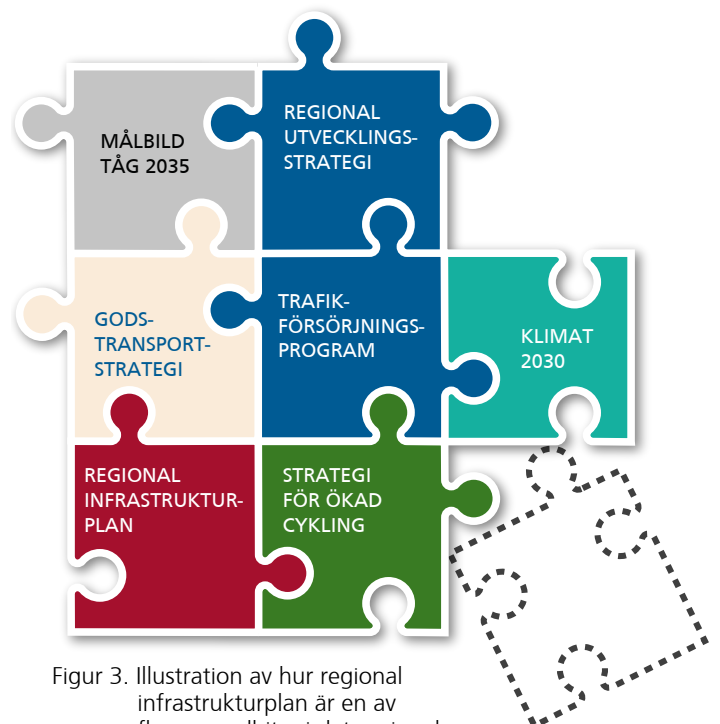 MÅLBILD
TÅG 2035
REGIONAL
UTVECKLINGS-
STRATEGI
GODS-
TRANSPORT-
STRATEGI
TRAFIK-
FÖRSÖRJNINGS-
PROGRAM
KLIMAT
2030
REGIONAL
INFRASTRUKTUR-
PLAN
STRATEGI
FÖR ÖKAD
CYKLING
Figur 3. Illustration av hur regional
infrastrukturplan är en av